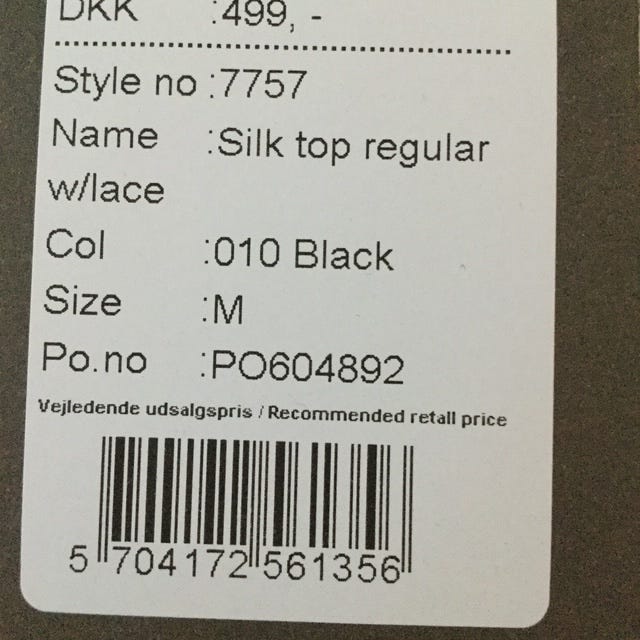 DKK :499, -
Style no :7757
Name :Silk top regular
w/lace
Col :010 Black
Size :M
Po.no :PO604892
Vejledende udsalgspris / Recommended retail price
5 704172 561356